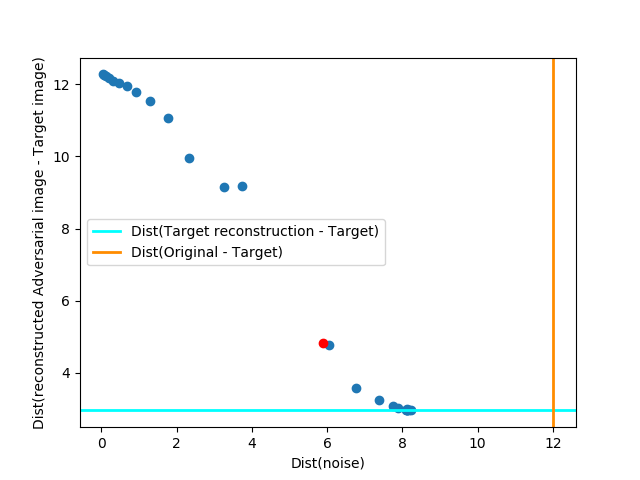 12
10
8
6
4
Dist(reconstructed Adversarial image - Target image)
Dist(Target reconstruction - Target)
Dist(Original - Target)
0 2 4 6 8 10 12
Dist(noise)